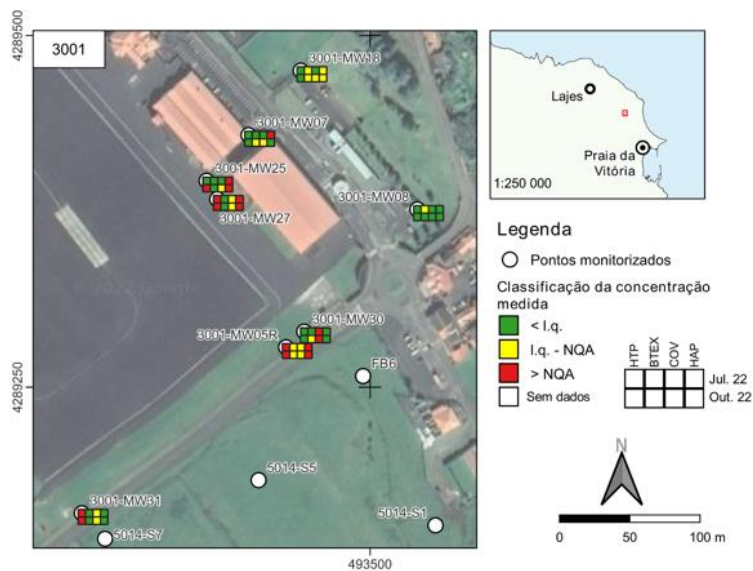 4289500
3001
3001-MW18
3001-MW07
3001-MW25
3001-MW27
3001-MW08
3001-MW30
3001-MW05R
FB6
4289250
5014-S5
3001-MW31
5014-S1
5014-S7
493500
Lajes
Praia da
Vitória
1:250 000
Legenda
Pontos monitorizados
Classificação da concentração
medida
< l.q.
l.q. - NQA
> NQA
Sem dados
HTP
BTEX
COV
HAP
Jul. 22
Out. 22
N
0 50 100 m